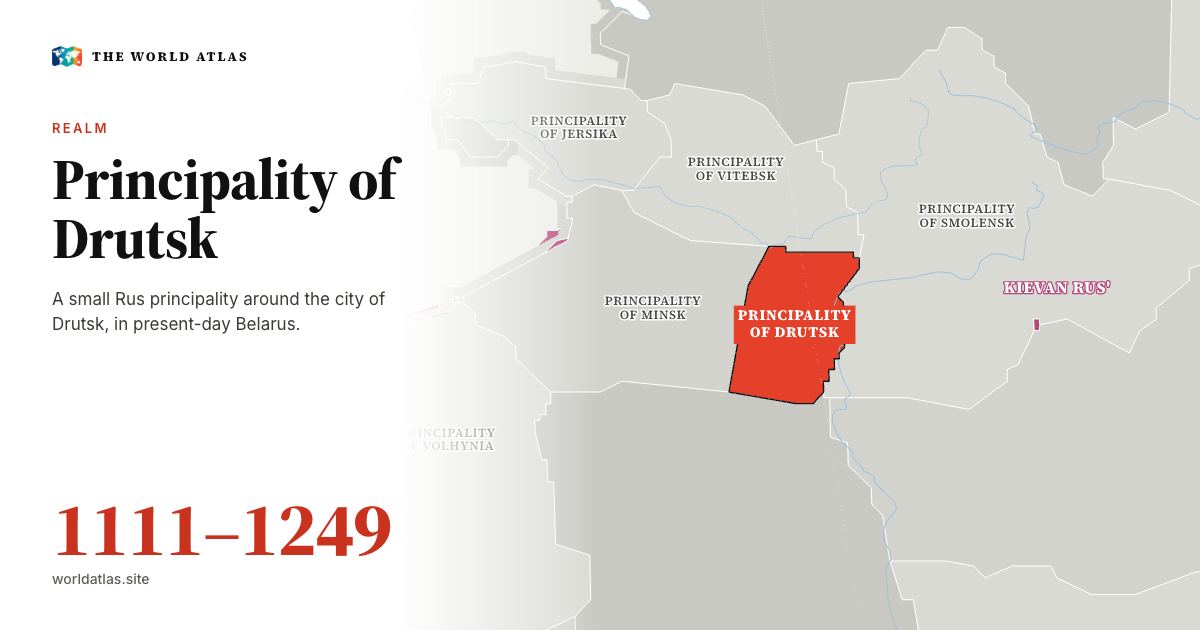 THE WORLD ATLAS
REALM
Principality of
Drutsk
A small Rus principality around the city of
Drutsk, in present-day Belarus.
1111–1249
worldatlas.site
PRINCIPALITY
OF JERSIKA
PRINCIPALITY
OF VITEBSK
PRINCIPALITY
OF SMOLENSK
KIEVAN RUS'
PRINCIPALITY
OF MINSK
PRINCIPALITY
OF DRUTSK
PRINCIPALITY
OF VOLHYNIA